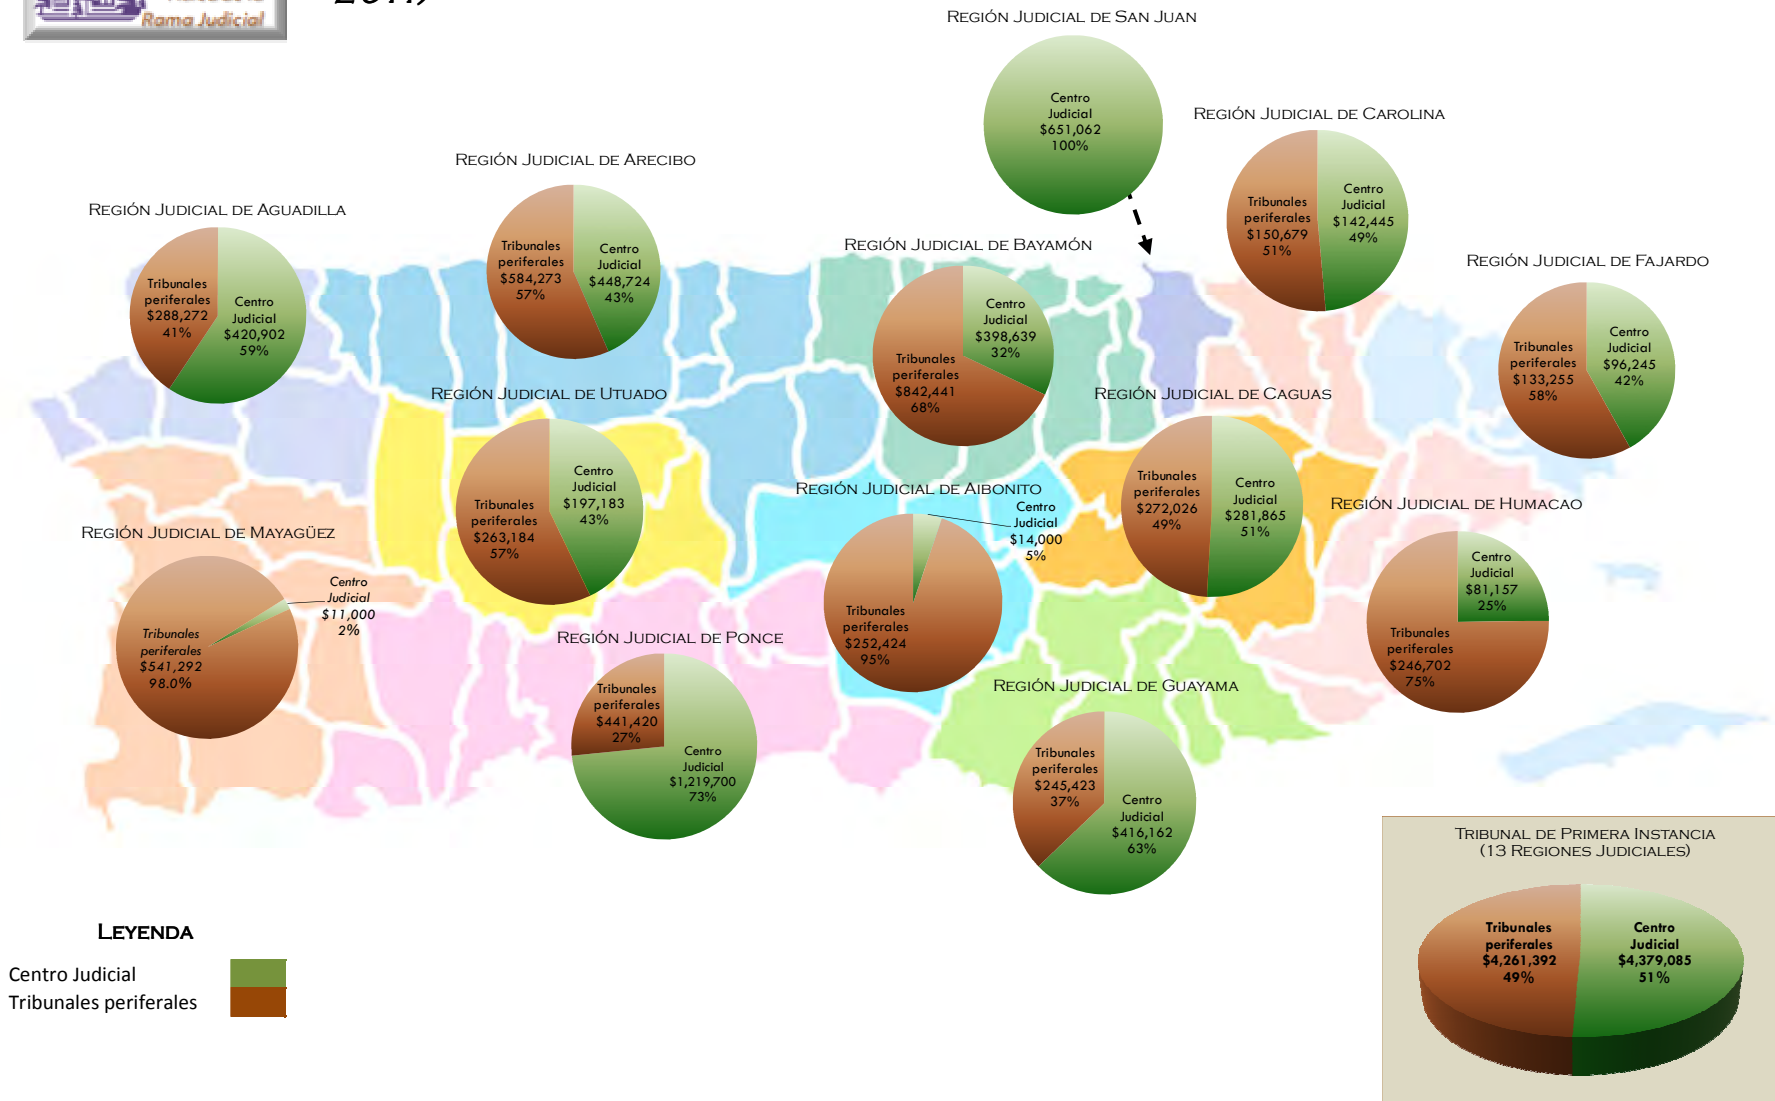 Rama Judicial
REGIÓN JUDICIAL DE SAN JUAN
Centro
Judicial
$651,062
100%
REGIÓN JUDICIAL DE CAROLINA
Tribunales
periferales
$150,679
51%
Centro
Judicial
$142,445
49%
REGIÓN JUDICIAL DE ARECIBO
Tribunales
periferales
$584,273
57%
Centro
Judicial
$448,724
43%
REGIÓN JUDICIAL DE AGUADILLA
Tribunales
periferales
$288,272
41%
Centro
Judicial
$420,902
59%
REGIÓN JUDICIAL DE BAYAMÓN
Centro
Judicial
$398,639
32%
Tribunales
periferales
$842,441
68%
REGIÓN JUDICIAL DE FAJARDO
Tribunales
periferales
$133,255
58%
Centro
Judicial
$96,245
42%
REGIÓN JUDICIAL DE UTUADO
Centro
Judicial
$197,183
43%
Tribunales
periferales
$263,184
57%
REGIÓN JUDICIAL DE CAGUAS
Tribunales
periferales
$272,026
49%
Centro
Judicial
$281,865
51%
REGIÓN JUDICIAL DE AIBONITO
Centro
Judicial
$14,000
5%
Tribunales
periferales
$252,424
95%
REGIÓN JUDICIAL DE HUMACAO
Centro
Judicial
$81,157
25%
Tribunales
periferales
$246,702
75%
REGIÓN JUDICIAL DE MAYAGÜEZ
Centro
Judicial
$11,000
2%
Tribunales
periferales
$541,292
98.0%
REGIÓN JUDICIAL DE PONCE
Tribunales
periferales
$441,420
27%
Centro
Judicial
$1,219,700
73%
REGIÓN JUDICIAL DE GUAYAMA
Tribunales
periferales
$245,423
37%
Centro
Judicial
$416,162
63%
TRIBUNAL DE PRIMERA INSTANCIA
(13 REGIONES JUDICIALES)
Tribunales
periferales
$4,261,392
49%
Centro
Judicial
$4,379,085
51%
LEYENDA
Centro Judicial
Tribunales periferales